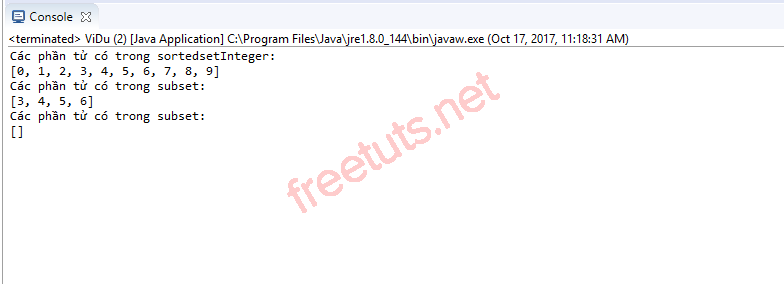 Console
<terminated> ViDu (2) [Java Application] C:\Program Files\Java\jre1.8.0_144\bin\javaw.exe (Oct 17, 2017, 11:18:31 AM)
Các phần tử có trong sortedsetInteger:
[0, 1, 2, 3, 4, 5, 6, 7, 8, 9]
Các phần tử có trong subset:
[3, 4, 5, 6]
Các phần tử có trong subset:
[]
freetuts.net